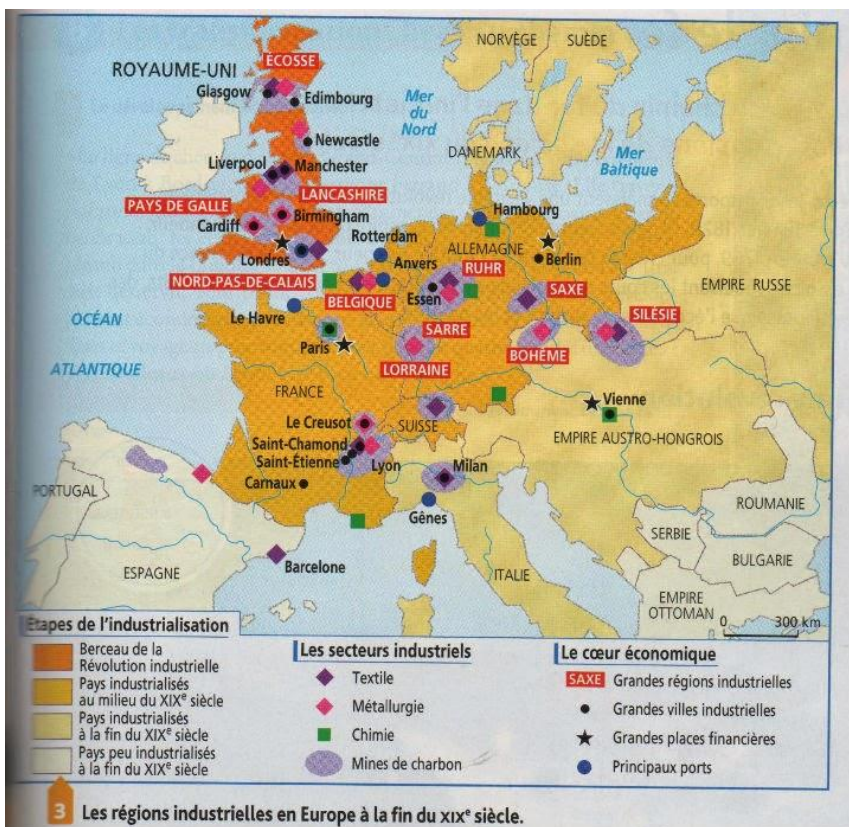 NORVÈGE
SUÈDE
ÉCOSSE
ROYAUME-UNI
Glasgow
Edimbourg
Mer
du
Nord
Newcastle
DANEMARK
Mer
Baltique
Liverpool
Manchester
LANCASHIRE
PAYS DE GALLE
Birmingham
Cardiff
Hambourg
Rotterdam
ALLEMAGNE
Londres
Anvers
RUHR
Berlin
NORD-PAS-DE-CALAIS
Essen
SAXE
EMPIRE RUSSE
BELGIQUE
SILÉSIE
OCÉAN
Le Havre
SARRE
Paris
BOHÊME
ATLANTIQUE
LORRAINE
FRANCE
Vienne
Le Creusot
SUISSE
EMPIRE AUSTRO-HONGROIS
Saint-Chamond
Saint-Étienne
Lyon
Milan
Carnaux
PORTUGAL
Gênes
ROUMANIE
SERBIE
BULGARIE
ESPAGNE
Barcelone
ITALIE
EMPIRE
OTTOMAN
0 300 km
Étapes de l'industrialisation
Berceau de la
Révolution industrielle
Pays industrialisés
au milieu du XIXe siècle
Pays industrialisés
à la fin du XIXe siècle
Pays peu industrialisés
à la fin du XIXe siècle
Les secteurs industriels
Textile
Métallurgie
Chimie
Mines de charbon
Le cœur économique
SAXE Grandes régions industrielles
Grandes villes industrielles
Grandes places financières
Principaux ports
3 Les régions industrielles en Europe à la fin du XIXe siècle.